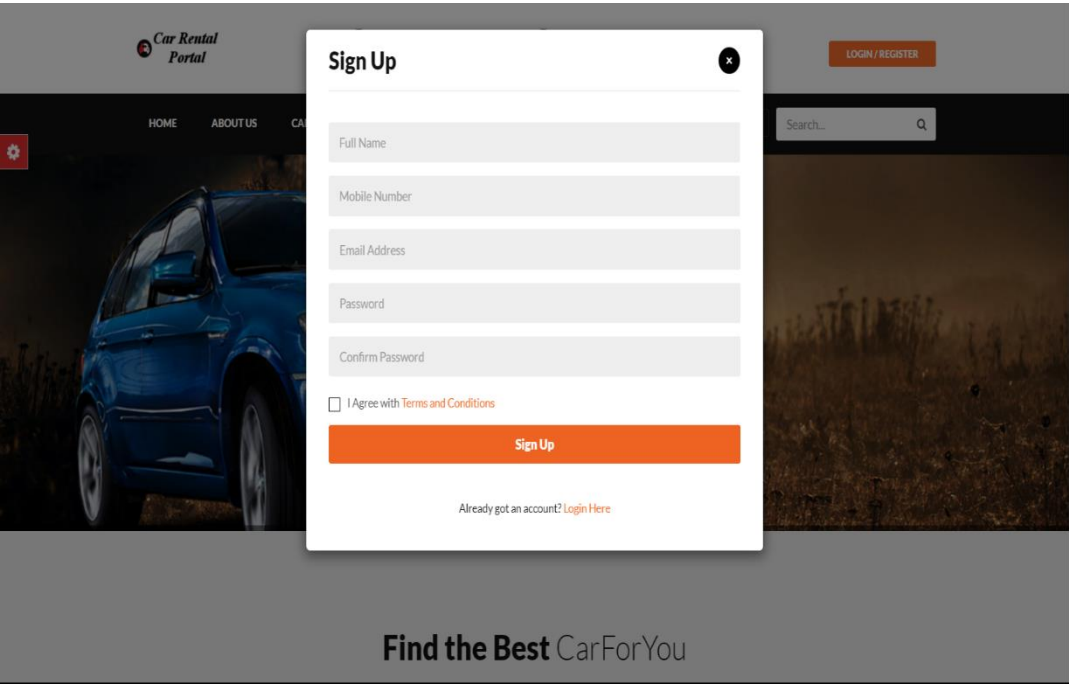 Car Rental
Portal
LOGIN / REGISTER
HOME
ABOUT US
Search...
Sign Up
x
Full Name
Mobile Number
Email Address
Password
Confirm Password
I Agree with Terms and Conditions
Sign Up
Already got an account? Login Here
Find the Best CarForYou